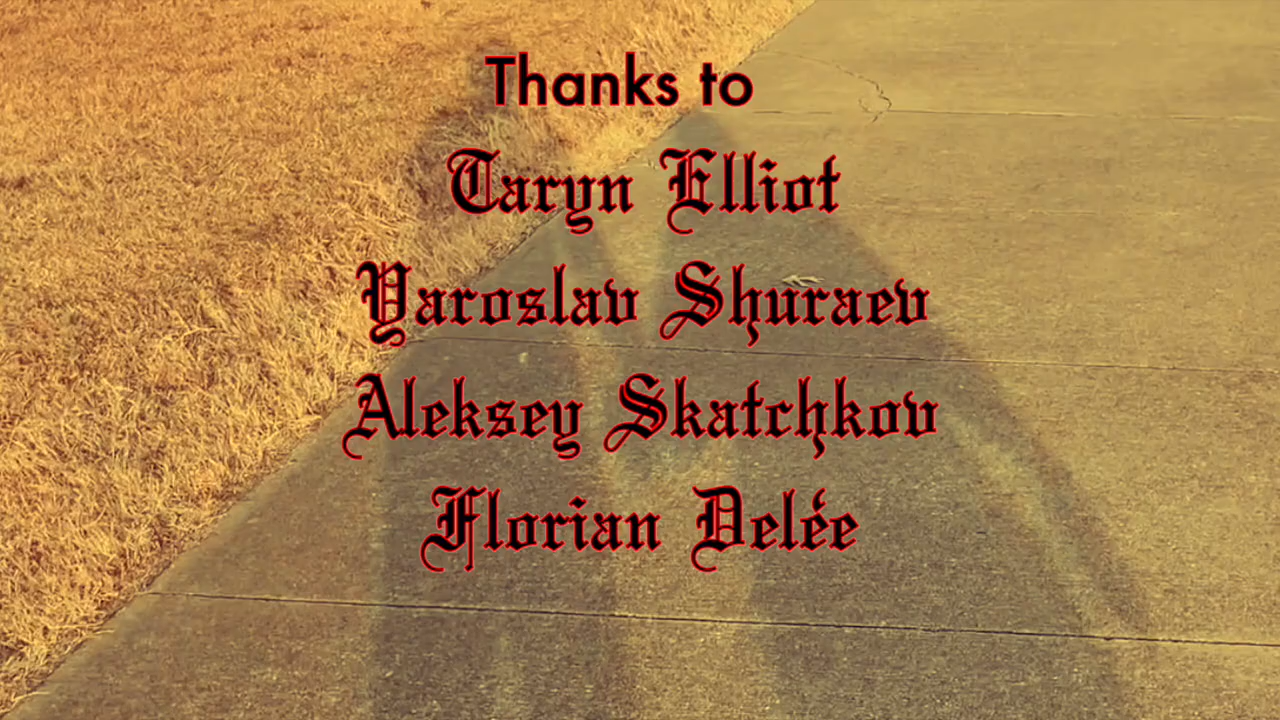 Thanks to
Taryn Elliot
Yaroslav Shuraev
Aleksey Skatchkov
Florian Delée